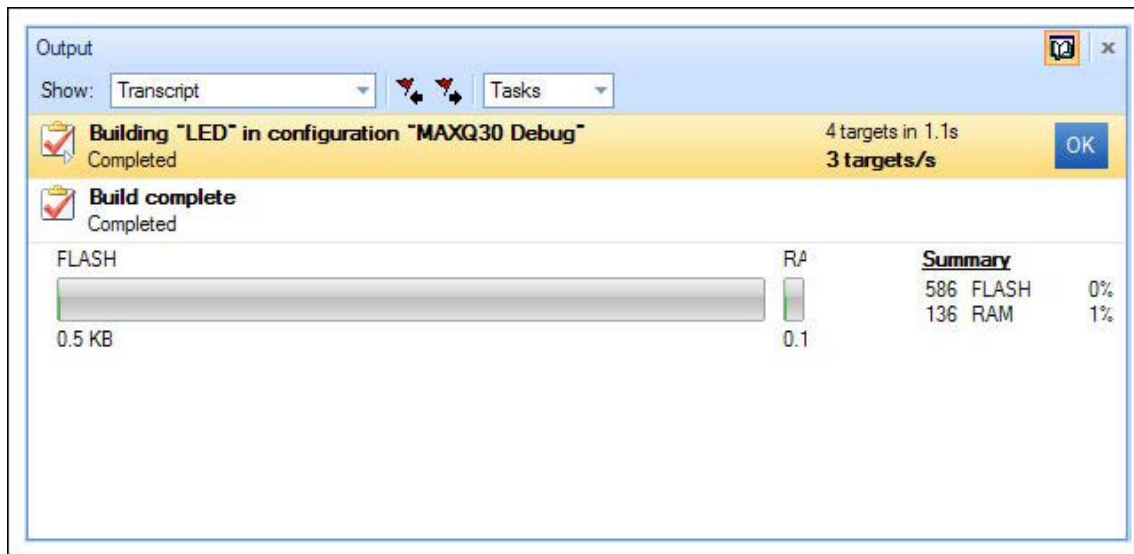 Output
Show: Transcript Tasks
Building "LED" in configuration "MAXQ30 Debug" 4 targets in 1.1s
Completed 3 targets/s OK
Build complete
Completed
FLASH RA Summary
586 FLASH 0%
136 RAM 1%
0.5 KB 0.1